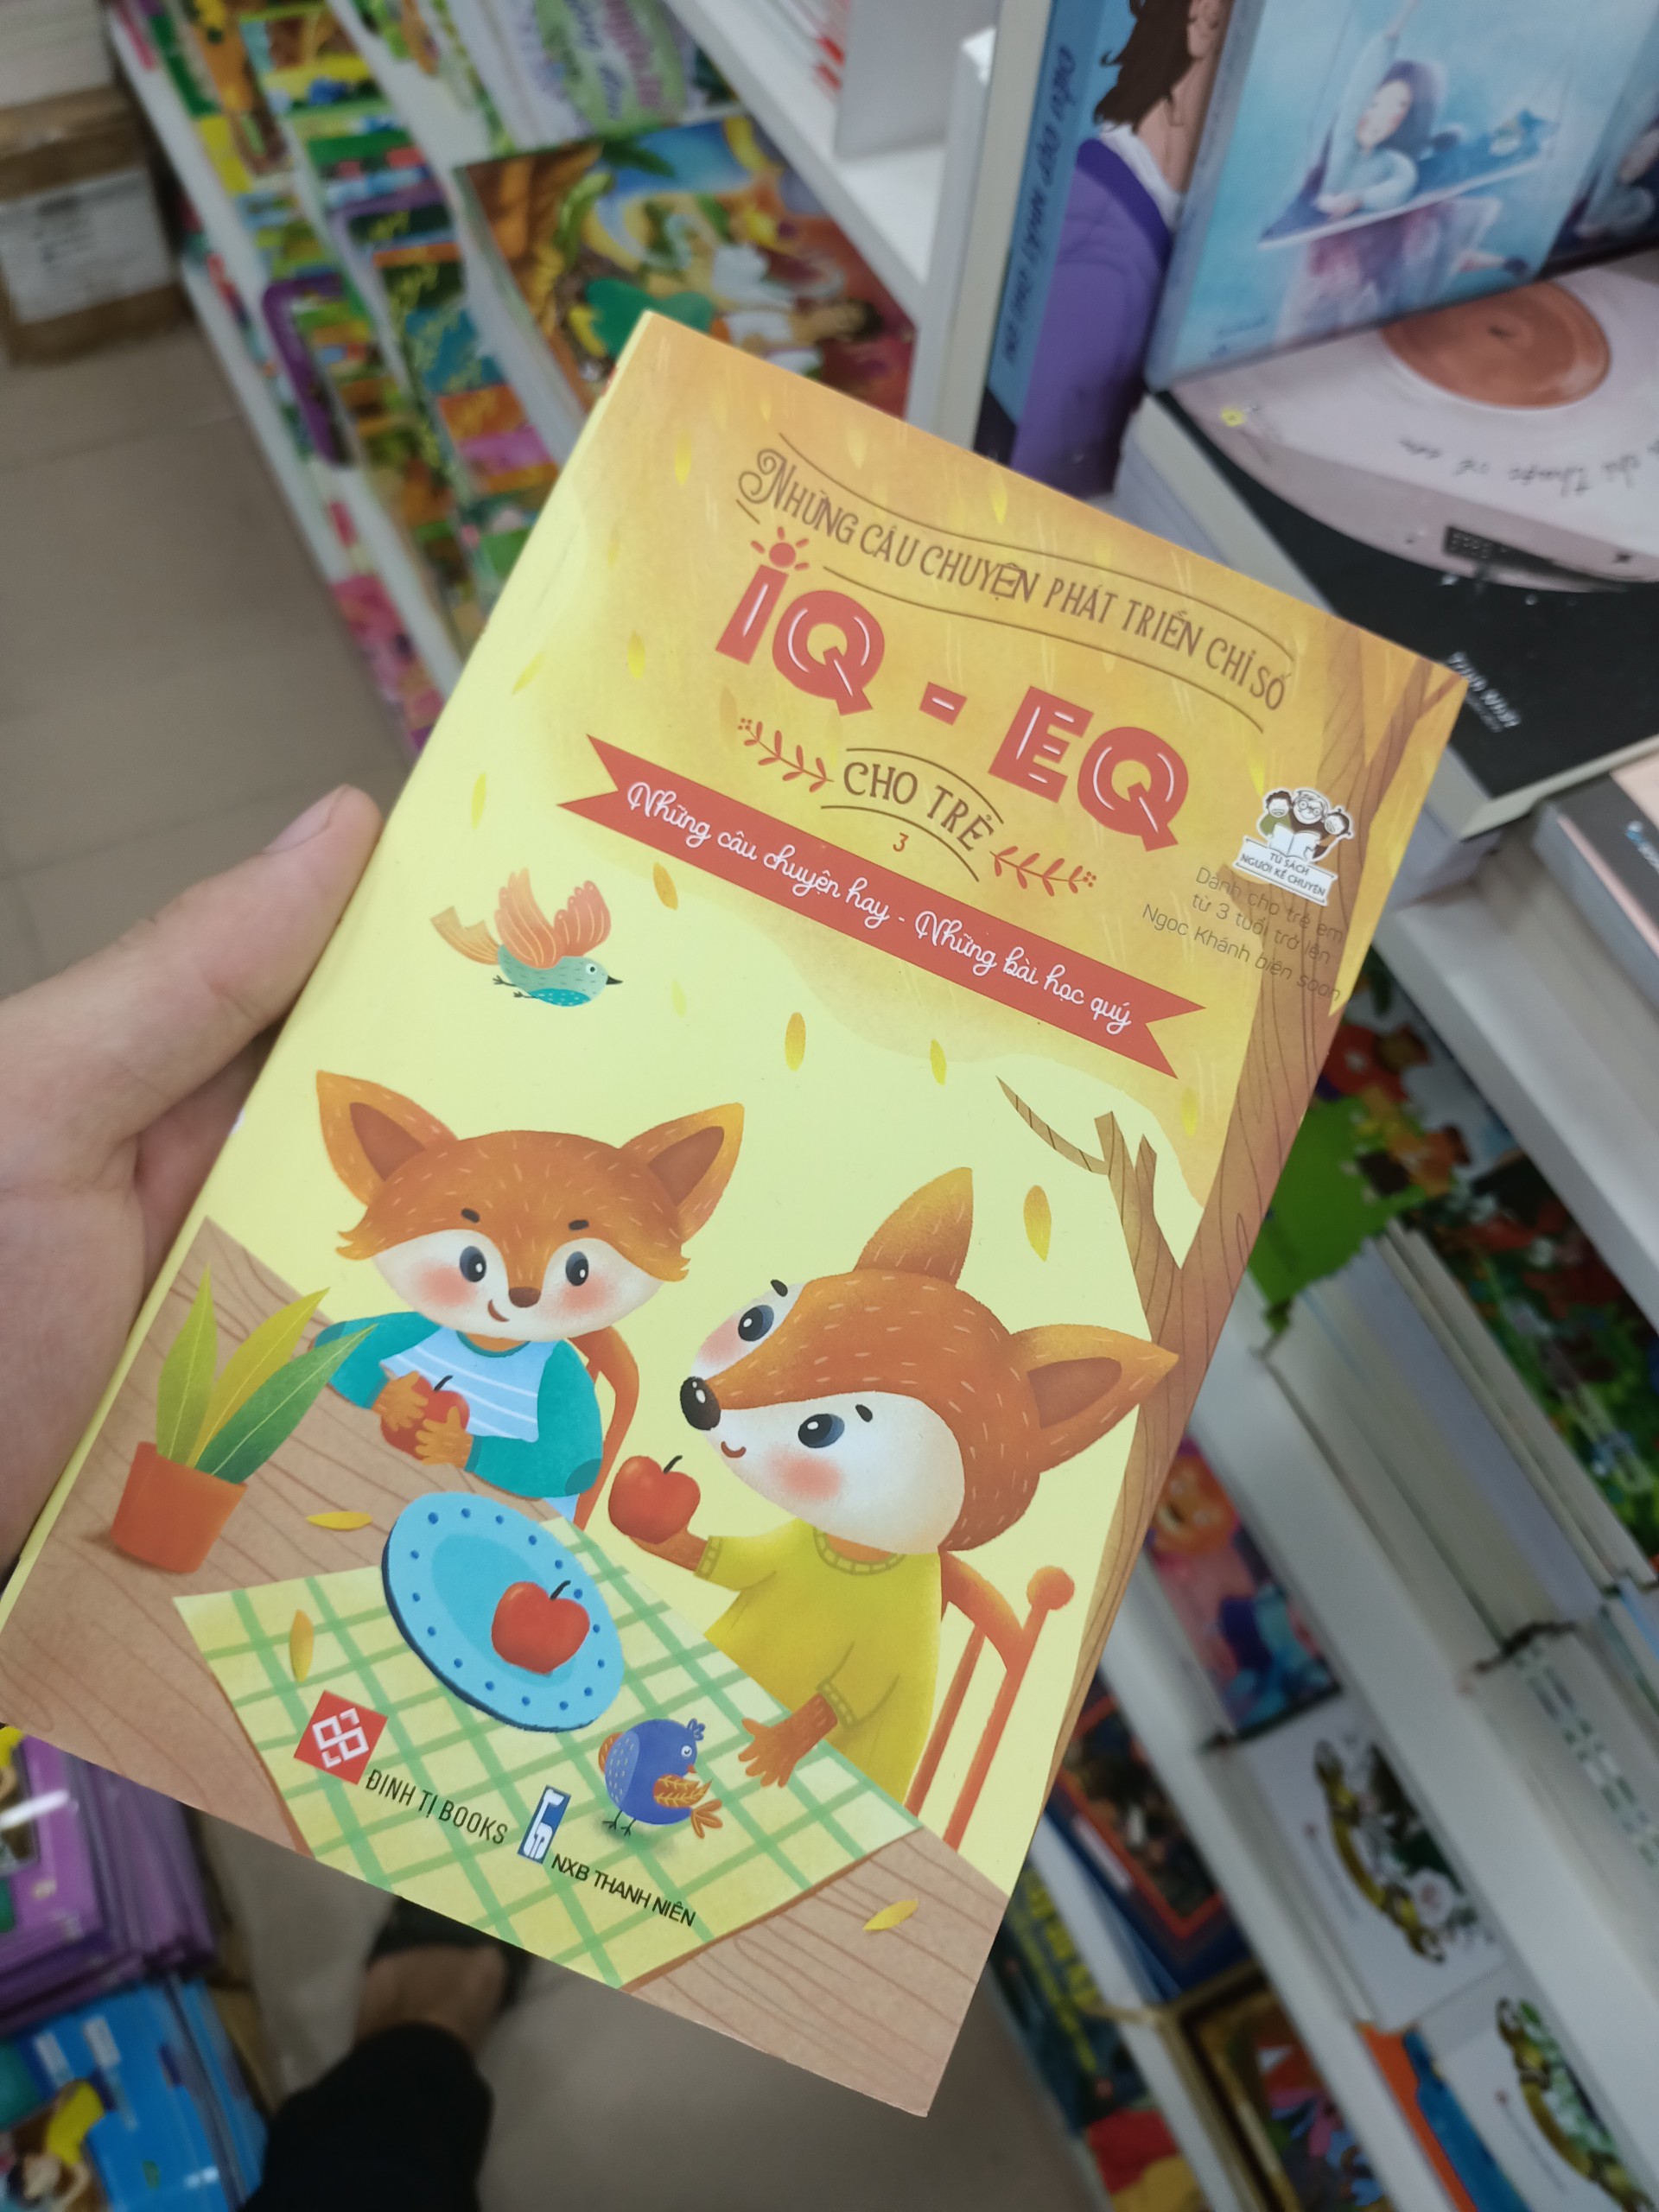 NHỮNG CÂU CHUYỆN PHÁT TRIỂN CHỈ SỐ
IQ - EQ
CHO TRẺ
3
Những câu chuyện hay - Những bài học quý
TỦ SÁCH
NGƯỜI KỂ CHUYỆN
Dành cho trẻ em
từ 3 tuổi trở lên
Ngọc Khánh biên soạn
ĐINH TỊ BOOKS
NXB THANH NIÊN